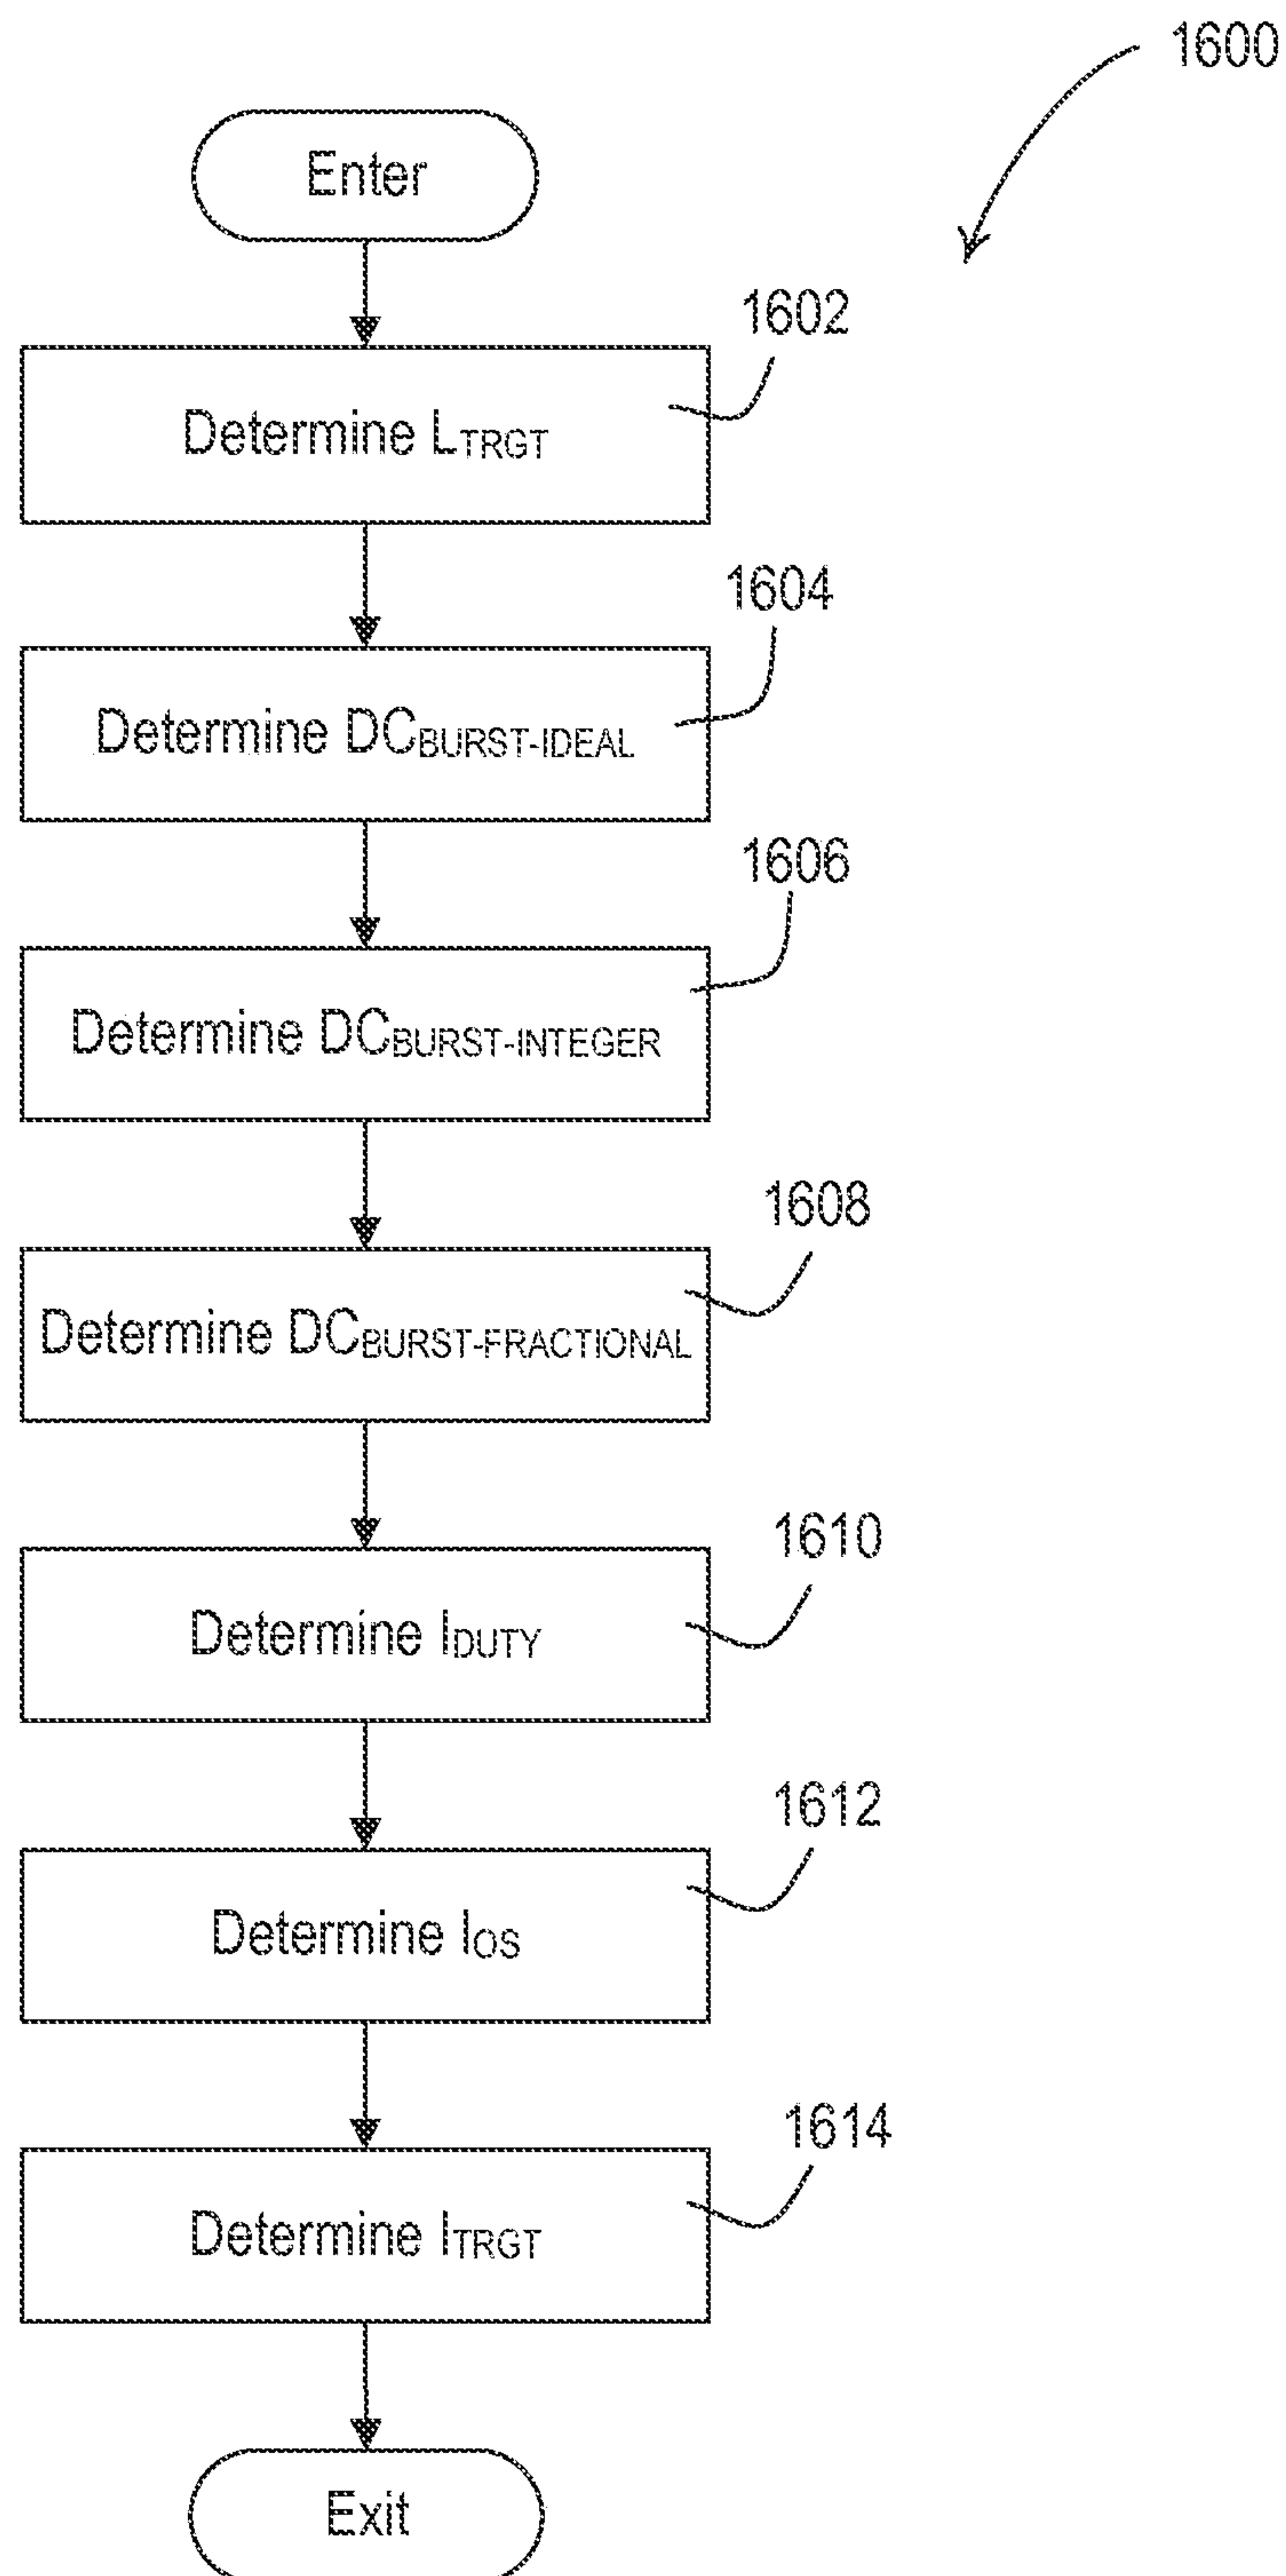 1600
Enter
1602
Determine LTRGT
1604
Determine DCBURST-IDEAL
1606
Determine DCBURST-INTEGER
1608
Determine DCBURST-FRACTIONAL
1610
Determine IDUTY
1612
Determine IOS
1614
Determine ITRGT
Exit